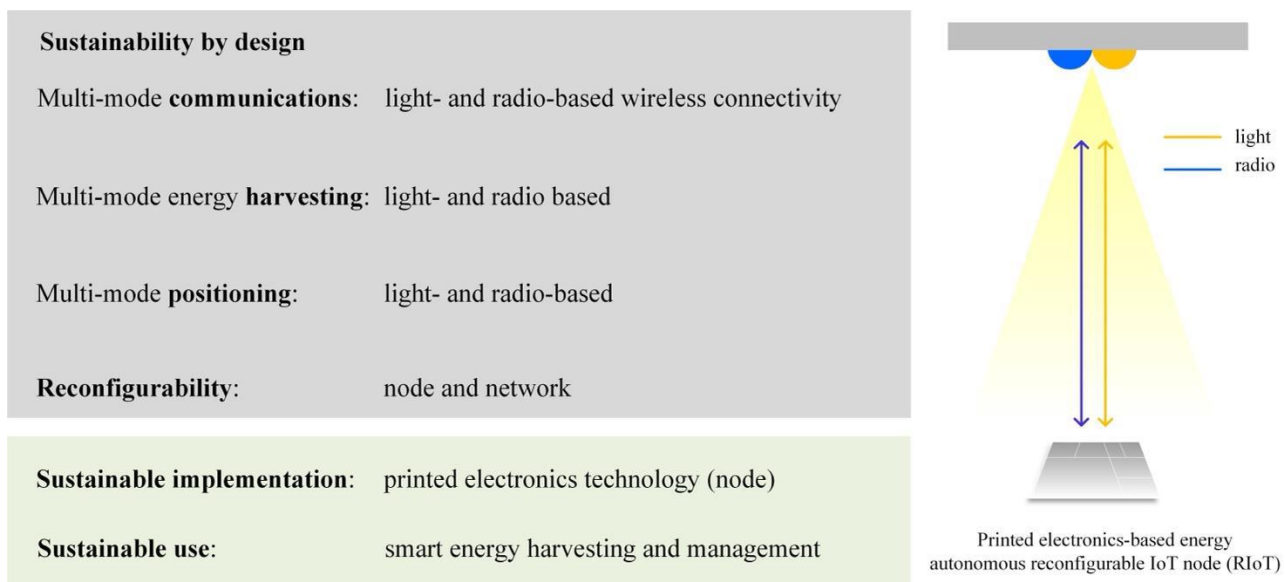 Sustainability by design
Multi-mode communications: light- and radio-based wireless connectivity
Multi-mode energy harvesting: light- and radio based
Multi-mode positioning: light- and radio-based
Reconfigurability: node and network
Sustainable implementation: printed electronics technology (node)
Sustainable use: smart energy harvesting and management
light
radio
Printed electronics-based energy
autonomous reconfigurable IoT node (RIoT)